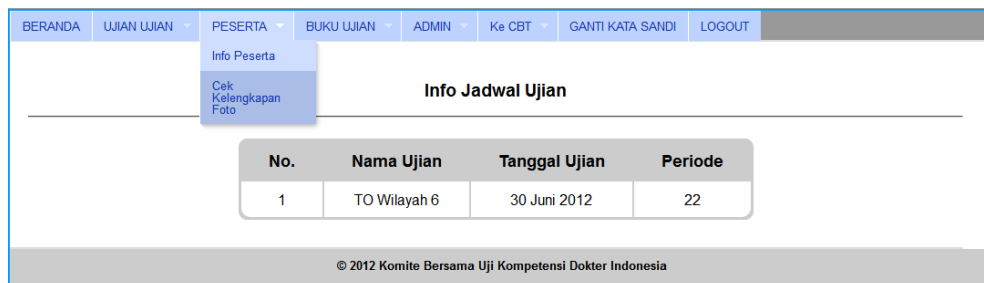 BERANDA UJIAN UJIAN PESERTA BUKU UJIAN ADMIN Ke CBT GANTI KATA SANDI LOGOUT
Info Peserta
Cek
Kelengkapan
Foto
Info Jadwal Ujian
No. Nama Ujian Tanggal Ujian Periode
1 TO Wilayah 6 30 Juni 2012 22
© 2012 Komite Bersama Uji Kompetensi Dokter Indonesia